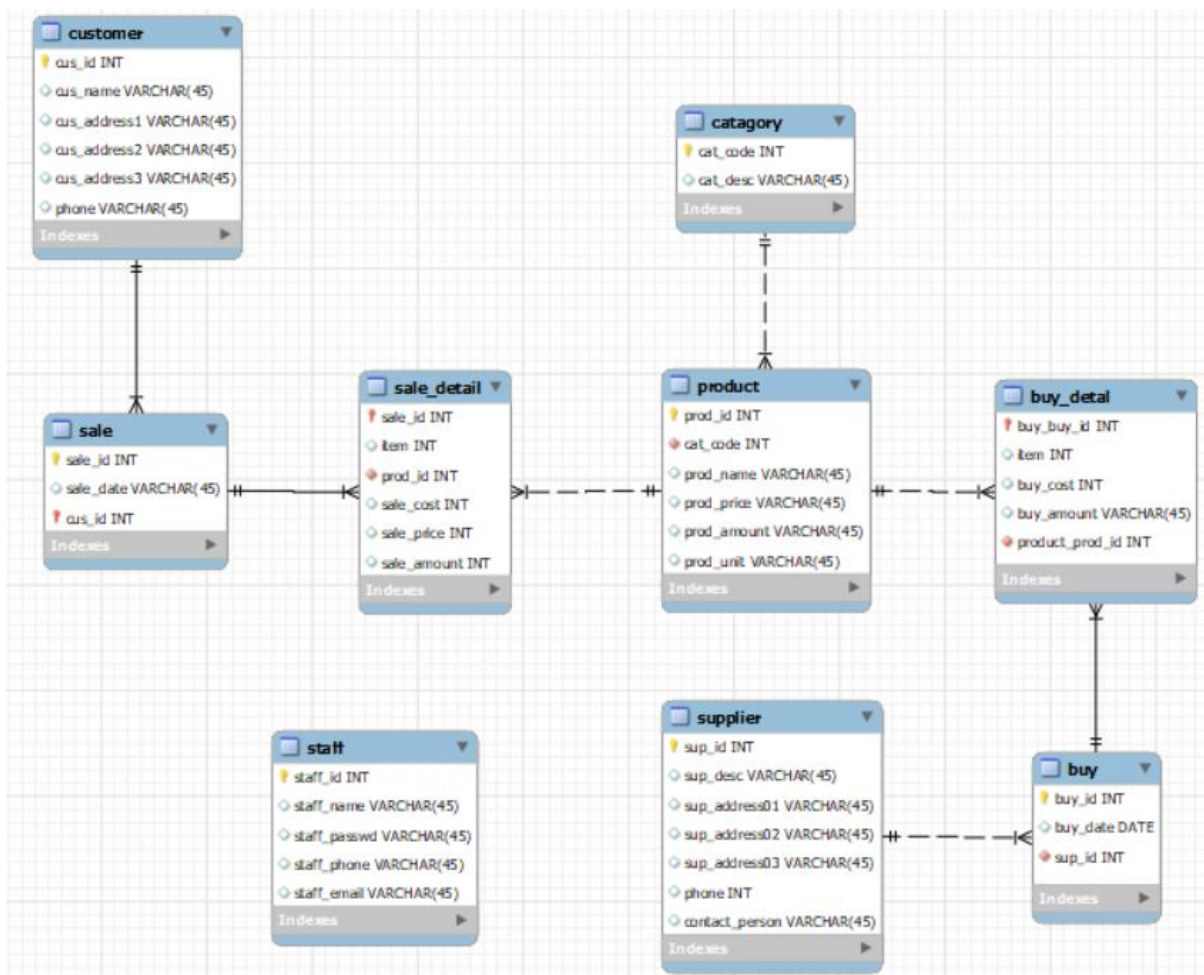 customer
cus_id INT
cus_name VARCHAR(45)
cus_address1 VARCHAR(45)
cus_address2 VARCHAR(45)
cus_address3 VARCHAR(45)
phone VARCHAR(45)
Indexes
catagory
cat_code INT
cat_desc VARCHAR(45)
Indexes
sale
sale_id INT
sale_date VARCHAR(45)
cus_id INT
Indexes
sale_detail
sale_id INT
item INT
prod_id INT
sale_cost INT
sale_price INT
sale_amount INT
Indexes
product
prod_id INT
cat_code INT
prod_name VARCHAR(45)
prod_price VARCHAR(45)
prod_amount VARCHAR(45)
prod_unit VARCHAR(45)
Indexes
buy_detal
buy_buy_id INT
item INT
buy_cost INT
buy_amount VARCHAR(45)
product_prod_id INT
Indexes
staff
staff_id INT
staff_name VARCHAR(45)
staff_passwd VARCHAR(45)
staff_phone VARCHAR(45)
staff_email VARCHAR(45)
Indexes
supplier
sup_id INT
sup_desc VARCHAR(45)
sup_address01 VARCHAR(45)
sup_address02 VARCHAR(45)
sup_address03 VARCHAR(45)
phone INT
contact_person VARCHAR(45)
Indexes
buy
buy_id INT
buy_date DATE
sup_id INT
Indexes